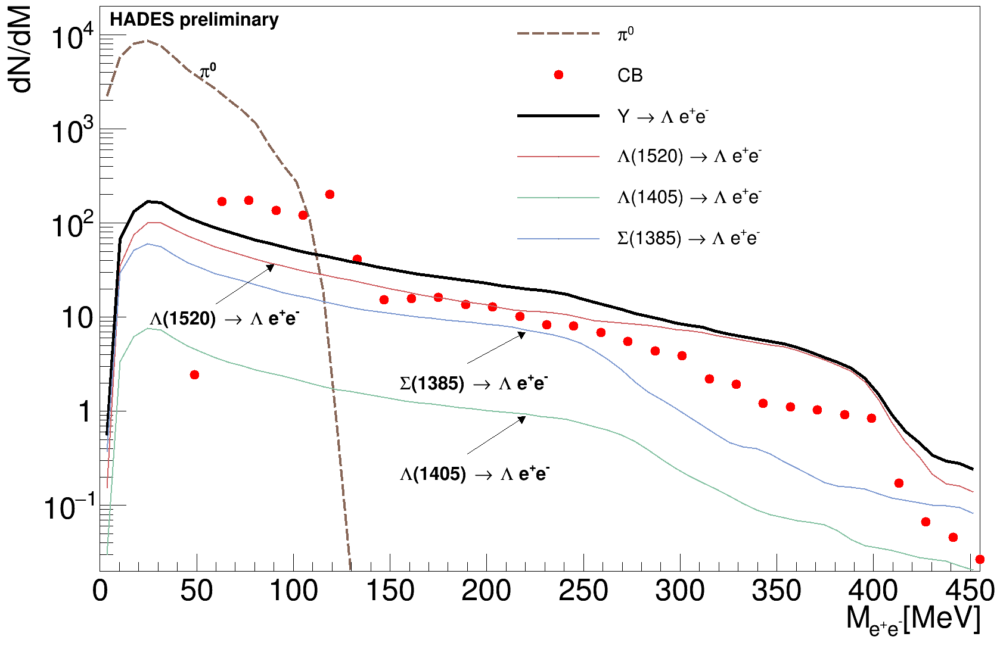 HADES preliminary
dN/dM
10⁴
10³
10²
10
1
10⁻¹
π⁰
π⁰
CB
Y → Λ e⁺e⁻
Λ(1520) → Λ e⁺e⁻
Λ(1405) → Λ e⁺e⁻
Σ(1385) → Λ e⁺e⁻
Λ(1520) → Λ e⁺e⁻
Σ(1385) → Λ e⁺e⁻
Λ(1405) → Λ e⁺e⁻
0 50 100 150 200 250 300 350 400 450
Mₑ⁺ₑ⁻[MeV]